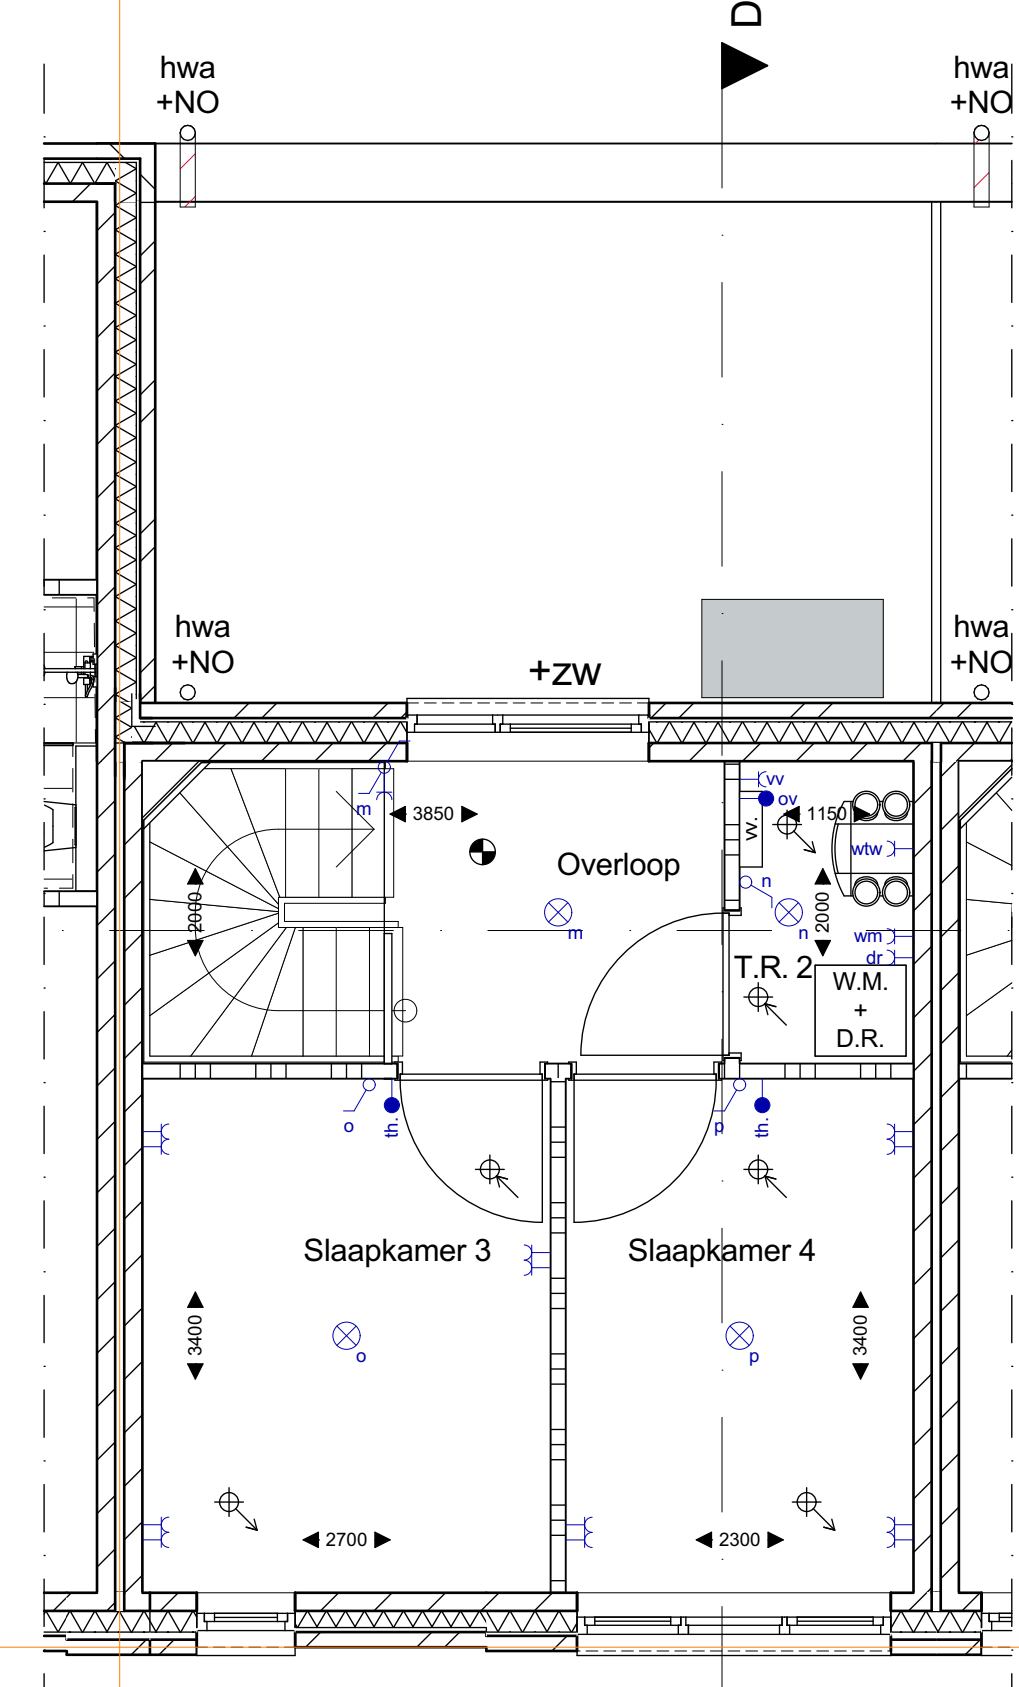 D
hwa
+NO
hwa
+NO
hwa
+NO
hwa
+NO
+zw
m
3850
Overloop
m
2000
vv
ov
w.
1150
wtw
n
n
2000
wm
dr
T.R. 2
W.M.
+
D.R.
o
th.
p
th.
Slaapkamer 3
Slaapkamer 4
3400
o
p
3400
2700
2300